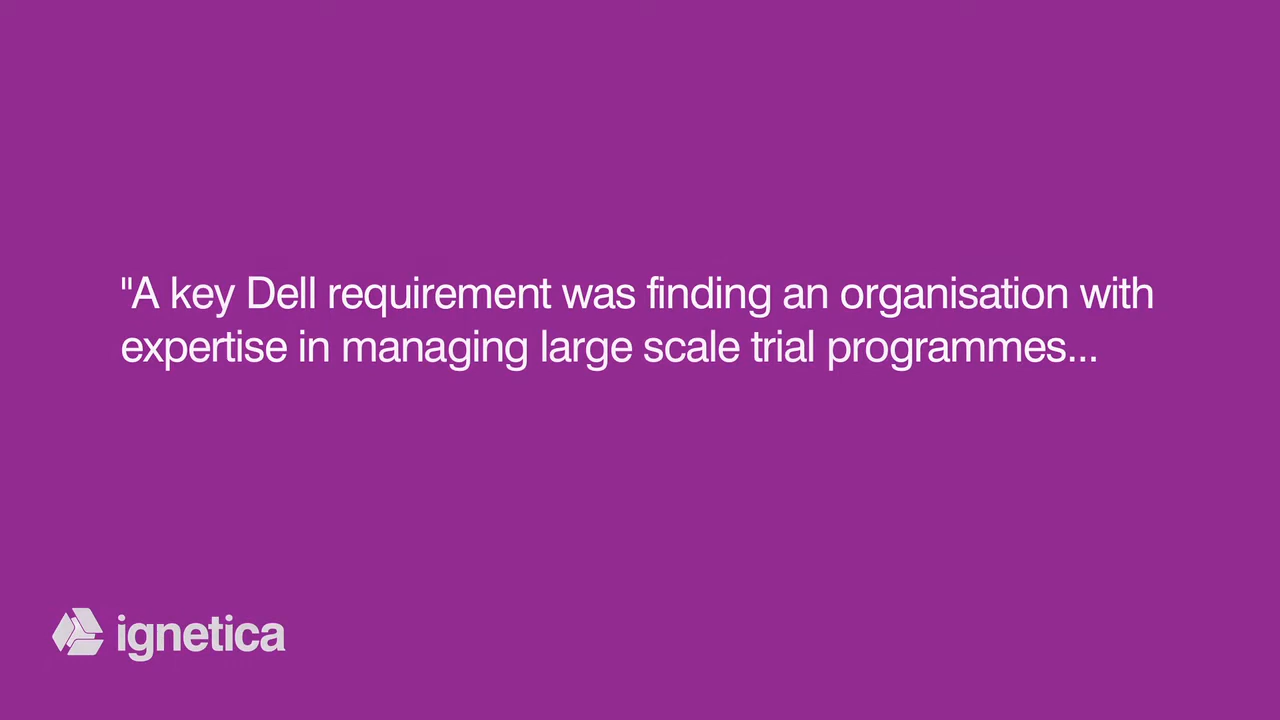 "A key Dell requirement was finding an organisation with
expertise in managing large scale trial programmes...
ignetica